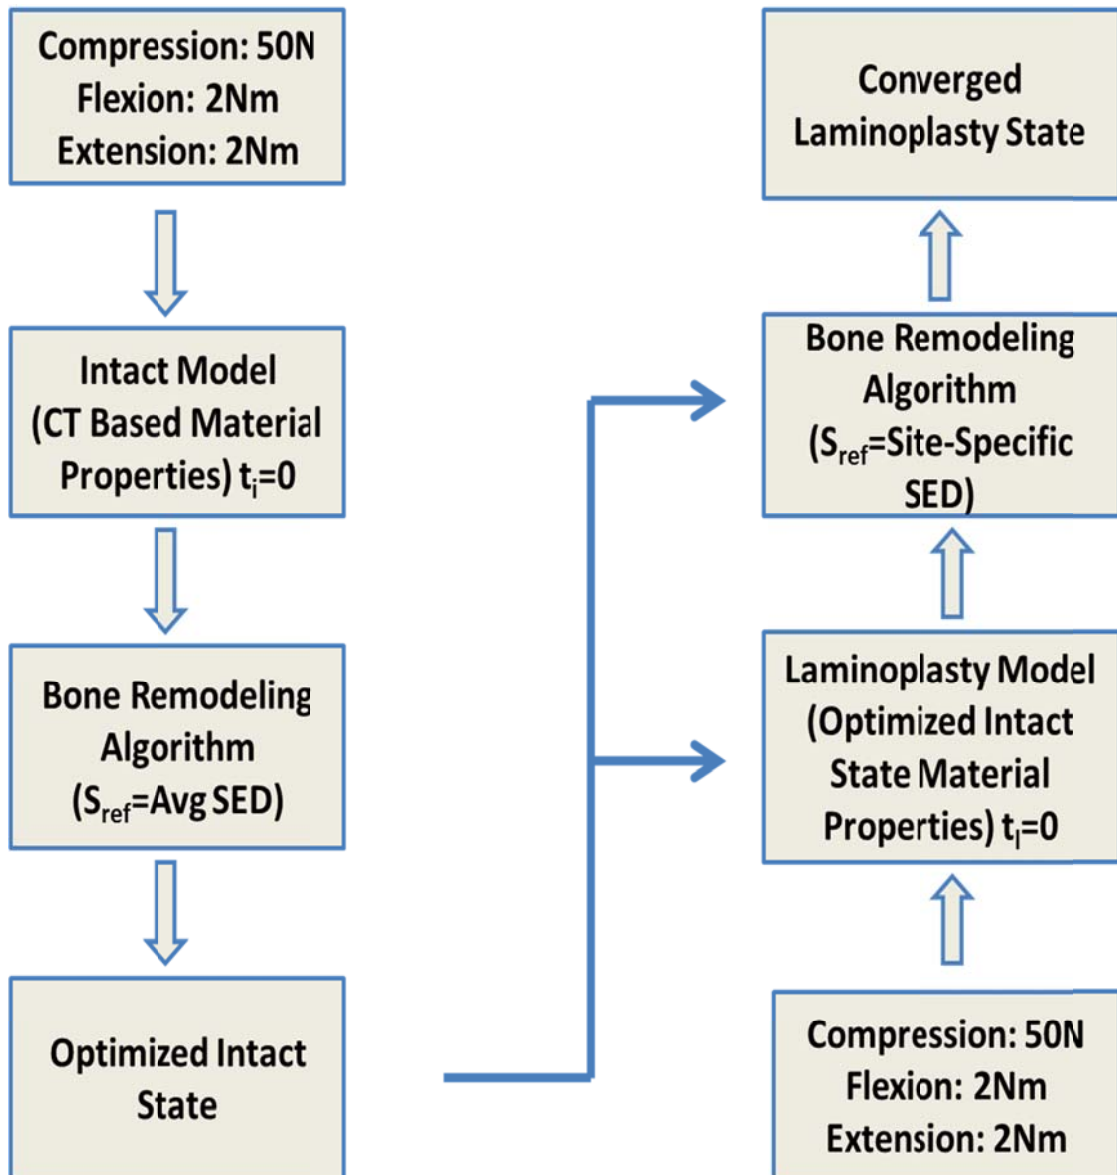 Compression: 50N
Flexion: 2Nm
Extension: 2Nm
Intact Model
(CT Based Material
Properties) tᵢ=0
Bone Remodeling
Algorithm
(Sref=Avg SED)
Optimized Intact
State
Converged
Laminoplasty State
Bone Remodeling
Algorithm
(Sref=Site-Specific
SED)
Laminoplasty Model
(Optimized Intact
State Material
Properties) tl=0
Compression: 50N
Flexion: 2Nm
Extension: 2Nm